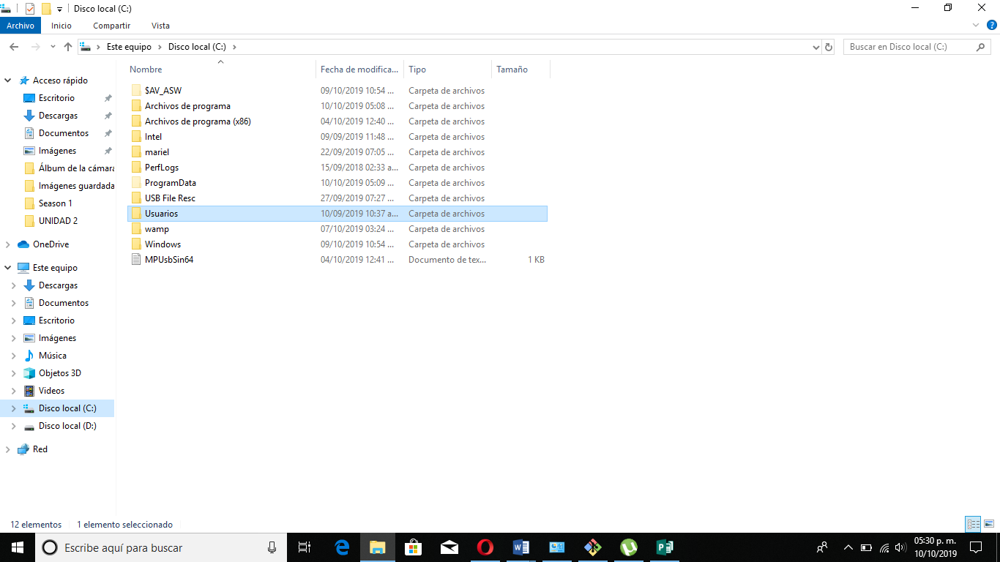 Disco local (C:)
Archivo Inicio Compartir Vista
Este equipo Disco local (C:) Buscar en Disco local (C:)
Nombre Fecha de modifica... Tipo Tamaño
$AV_ASW 09/10/2019 10:54 ... Carpeta de archivos
Archivos de programa 10/10/2019 05:08 ... Carpeta de archivos
Archivos de programa (x86) 04/10/2019 12:40 ... Carpeta de archivos
Intel 09/09/2019 11:48 ... Carpeta de archivos
mariel 22/09/2019 07:05 ... Carpeta de archivos
PerfLogs 15/09/2018 02:33 a... Carpeta de archivos
ProgramData 10/10/2019 05:09 ... Carpeta de archivos
USB File Resc 27/09/2019 07:27 ... Carpeta de archivos
Usuarios 10/09/2019 10:37 a... Carpeta de archivos
wamp 07/10/2019 03:24 ... Carpeta de archivos
Windows 09/10/2019 10:54 ... Carpeta de archivos
MPUsbSin64 04/10/2019 12:41 ... Documento de tex... 1 KB
Acceso rápido
Escritorio
Descargas
Documentos
Imágenes
Álbum de la cámara
Imágenes guardada
Season 1
UNIDAD 2
OneDrive
Este equipo
Descargas
Documentos
Escritorio
Imágenes
Música
Objetos 3D
Videos
Disco local (C:)
Disco local (D:)
Red
12 elementos 1 elemento seleccionado
Escribe aquí para buscar
05:30 p. m.
10/10/2019